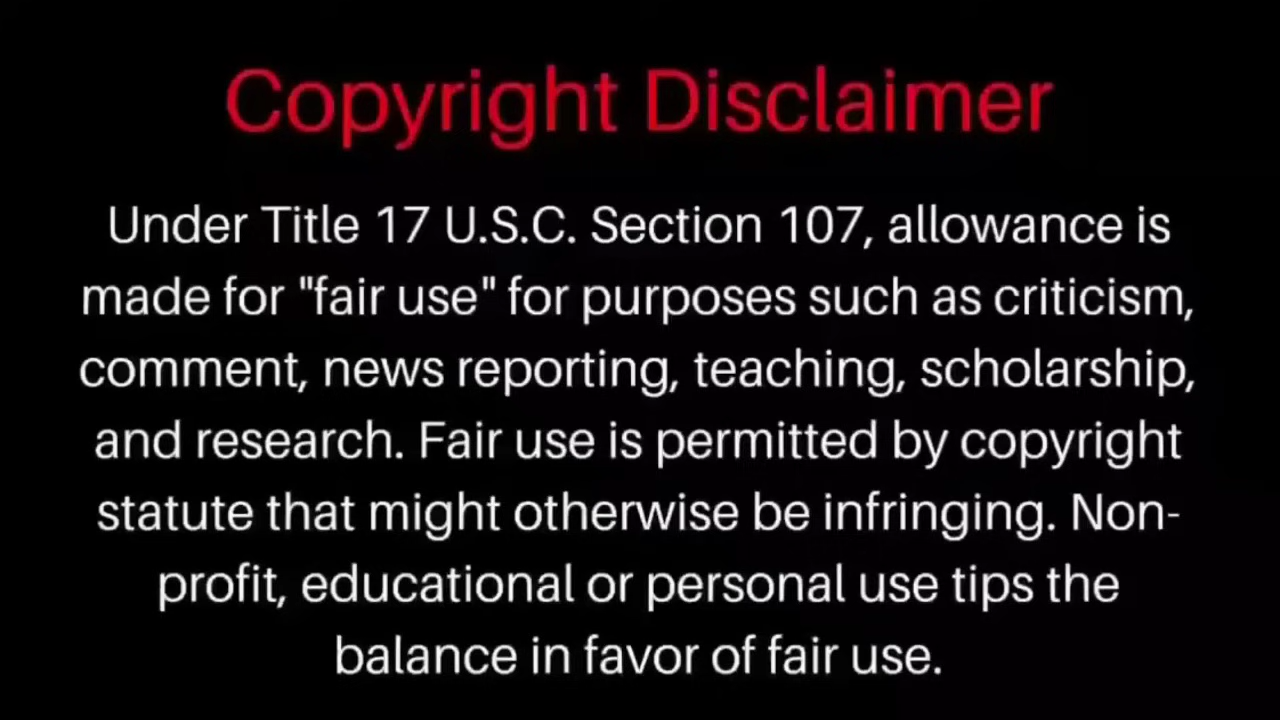 Copyright Disclaimer
Under Title 17 U.S.C. Section 107, allowance is
made for "fair use" for purposes such as criticism,
comment, news reporting, teaching, scholarship,
and research. Fair use is permitted by copyright
statute that might otherwise be infringing. Non-
profit, educational or personal use tips the
balance in favor of fair use.